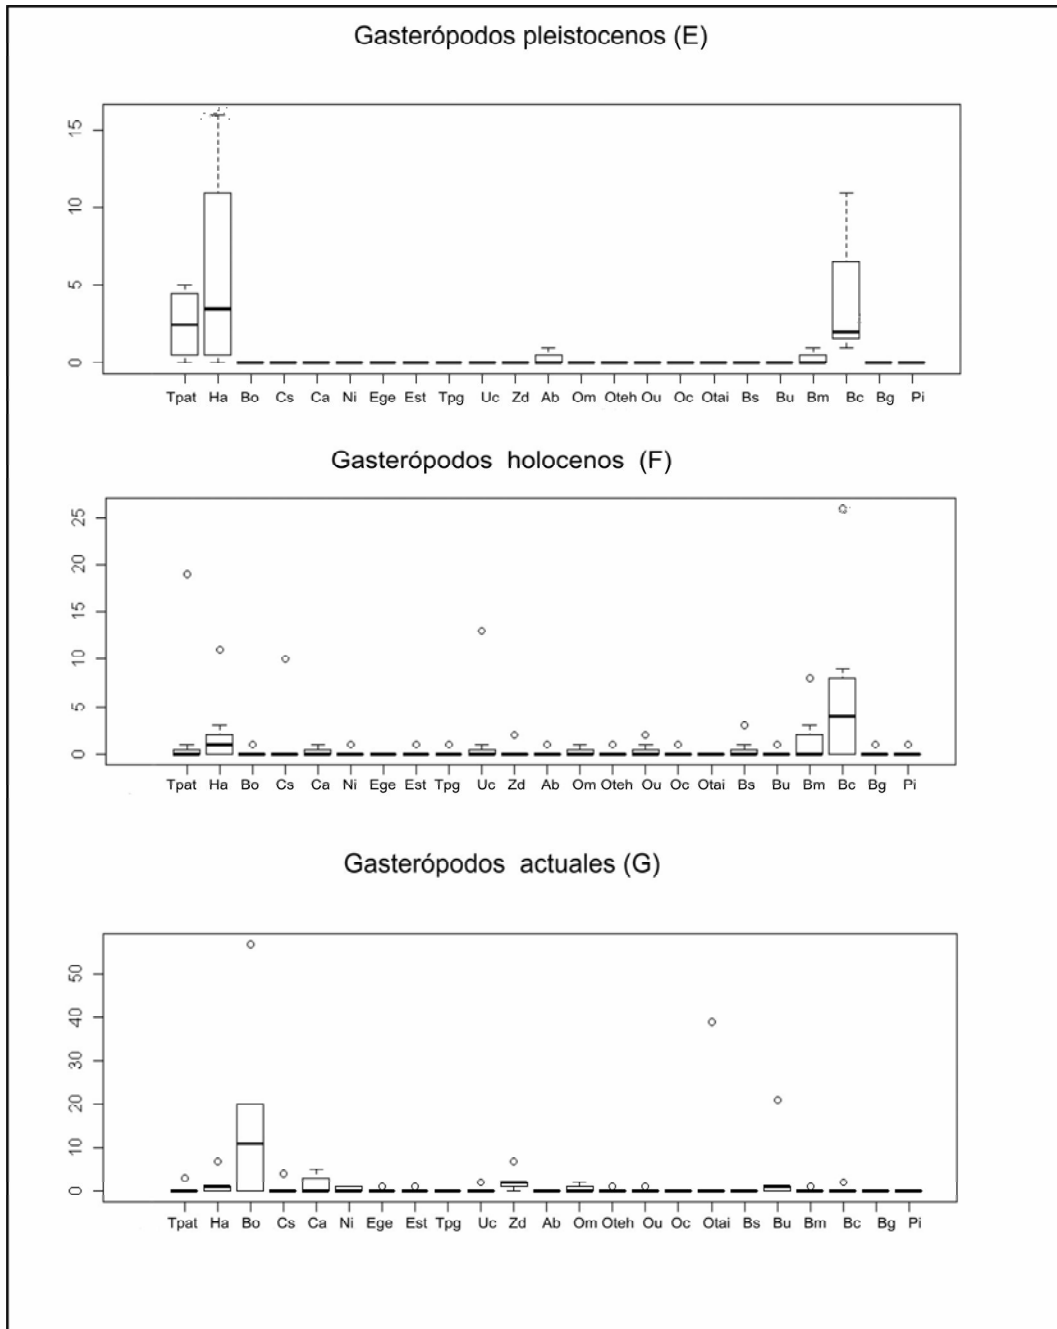 Gasterópodos pleistocenos (E)
15
10
5
0
Tpat Ha Bo Cs Ca Ni Ege Est Tpg Uc Zd Ab Om Oteh Ou Oc Otai Bs Bu Bm Bc Bg Pi
Gasterópodos holocenos (F)
25
20
15
10
5
0
Tpat Ha Bo Cs Ca Ni Ege Est Tpg Uc Zd Ab Om Oteh Ou Oc Otai Bs Bu Bm Bc Bg Pi
Gasterópodos actuales (G)
50
40
30
20
10
0
Tpat Ha Bo Cs Ca Ni Ege Est Tpg Uc Zd Ab Om Oteh Ou Oc Otai Bs Bu Bm Bc Bg Pi